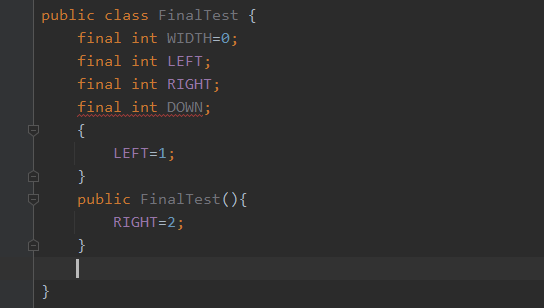 public class FinalTest {
    final int WIDTH=0;
    final int LEFT;
    final int RIGHT;
    final int DOWN;
    {
        LEFT=1;
    }
    public FinalTest(){
        RIGHT=2;
    }
}